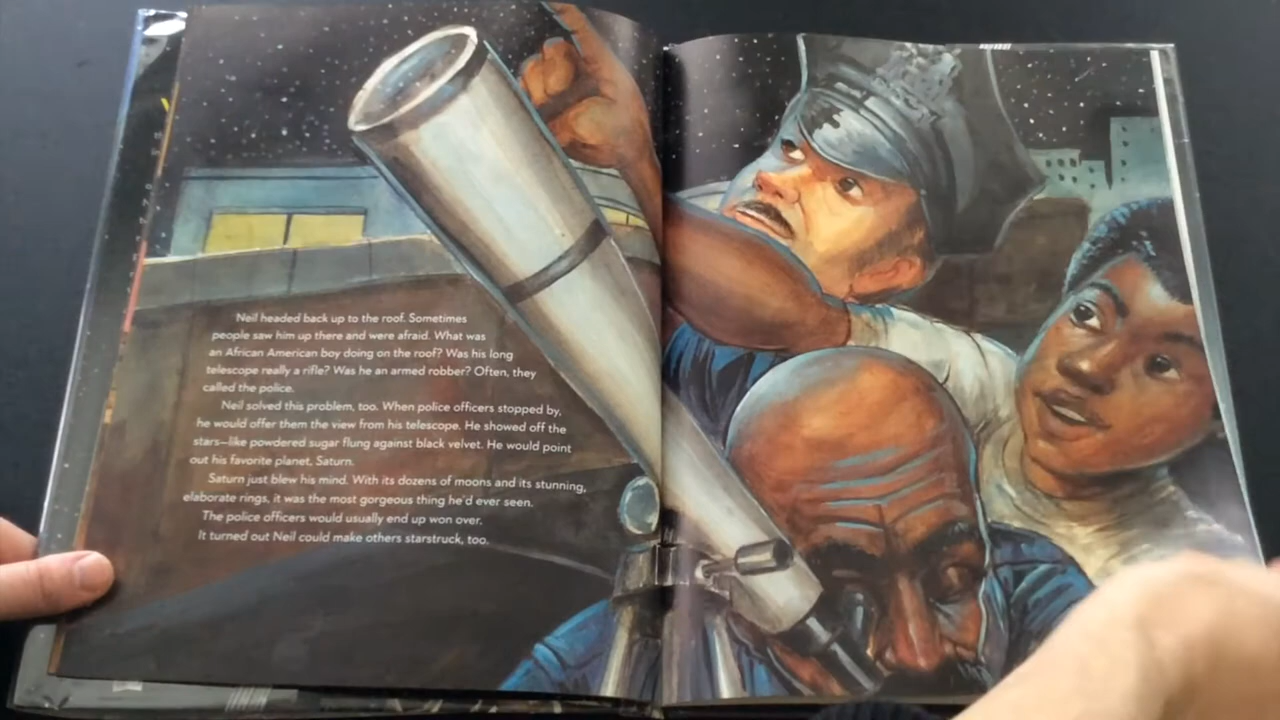 Neil headed back up to the roof. Sometimes
people saw him up there and were afraid. What was
an African American boy doing on the roof? Was his long
telescope really a rifle? Was he an armed robber? Often, they
called the police.
Neil solved this problem, too. When police officers stopped by,
he would offer them the view from his telescope. He showed off the
stars—like powdered sugar flung against black velvet. He would point
out his favorite planet, Saturn.
Saturn just blew his mind. With its dozens of moons and its stunning,
elaborate rings, it was the most gorgeous thing he'd ever seen.
The police officers would usually end up won over.
It turned out Neil could make others starstruck, too.